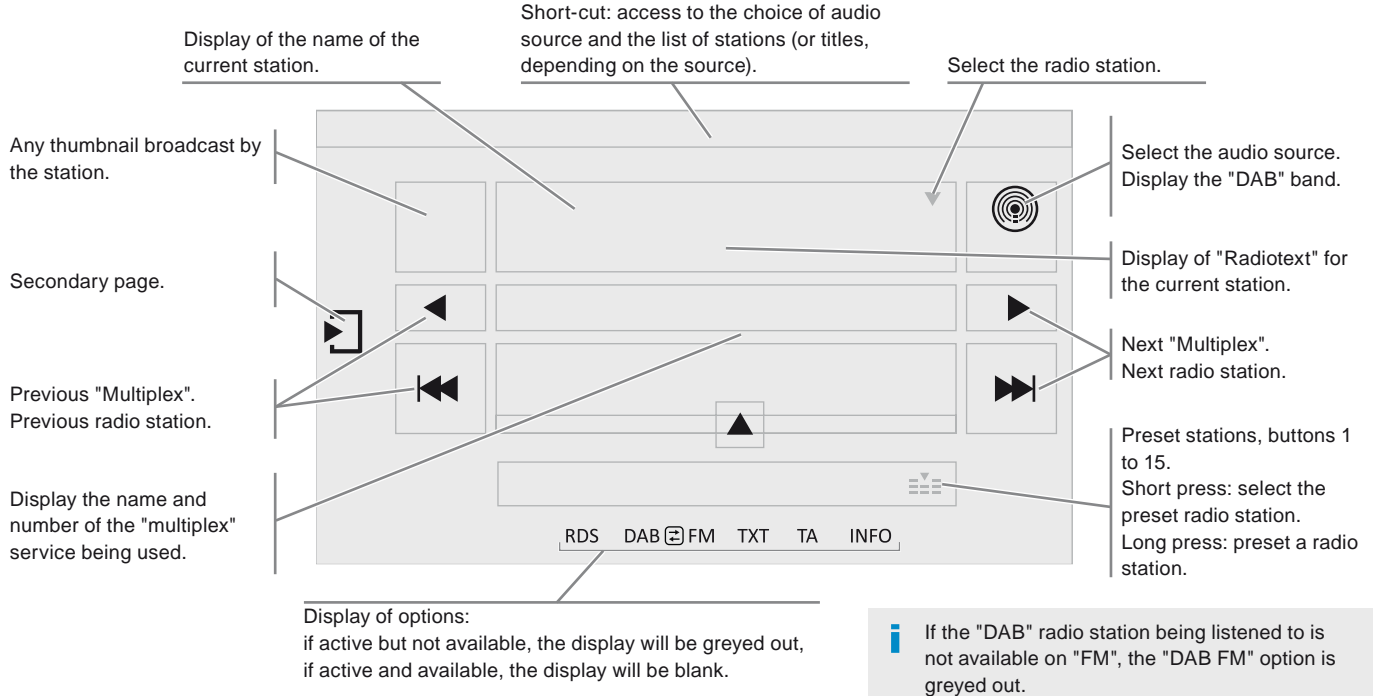 Short-cut: access to the choice of audio
source and the list of stations (or titles,
depending on the source).
Display of the name of the
current station.
Select the radio station.
Any thumbnail broadcast by
the station.
Select the audio source.
Display the "DAB" band.
Secondary page.
Display of "Radiotext" for
the current station.
Previous "Multiplex".
Previous radio station.
Next "Multiplex".
Next radio station.
Display the name and
number of the "multiplex"
service being used.
Preset stations, buttons 1
to 15.
Short press: select the
preset radio station.
Long press: preset a radio
station.
RDS DAB FM TXT TA INFO
Display of options:
if active but not available, the display will be greyed out,
if active and available, the display will be blank.
i
If the "DAB" radio station being listened to is
not available on "FM", the "DAB FM" option is
greyed out.